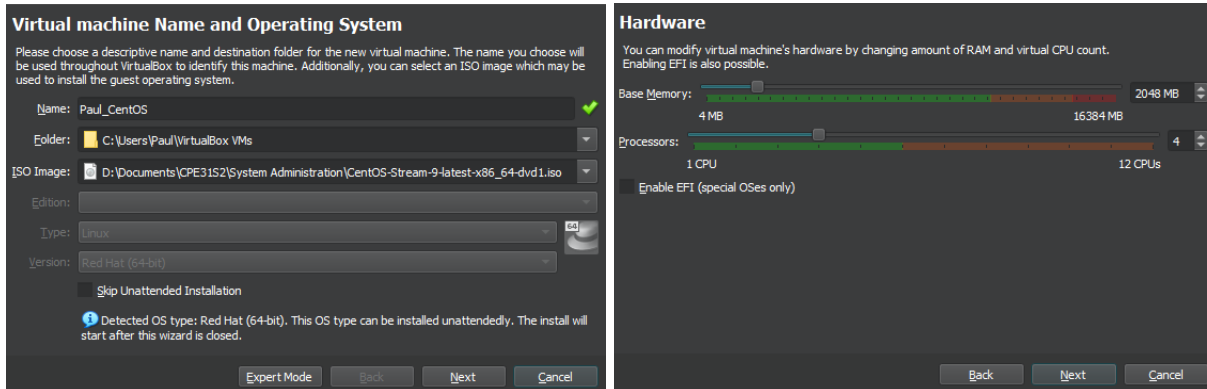 Virtual machine Name and Operating System
Please choose a descriptive name and destination folder for the new virtual machine. The name you choose will
be used throughout VirtualBox to identify this machine. Additionally, you can select an ISO image which may be
used to install the guest operating system.
Name: Paul_CentOS
Folder: C:\Users\Paul\VirtualBox VMs
ISO Image: D:\Documents\CPE31S2\System Administration\CentOS-Stream-9-latest-x86_64-dvd1.iso
Edition:
Type: Linux
64
Version: Red Hat (64-bit)
Skip Unattended Installation
Detected OS type: Red Hat (64-bit). This OS type can be installed unattendedly. The install will
start after this wizard is closed.
Expert Mode Back Next Cancel
Hardware
You can modify virtual machine's hardware by changing amount of RAM and virtual CPU count.
Enabling EFI is also possible.
Base Memory: 2048 MB
4 MB 16384 MB
Processors: 4
1 CPU 12 CPUs
Enable EFI (special OSes only)
Back Next Cancel